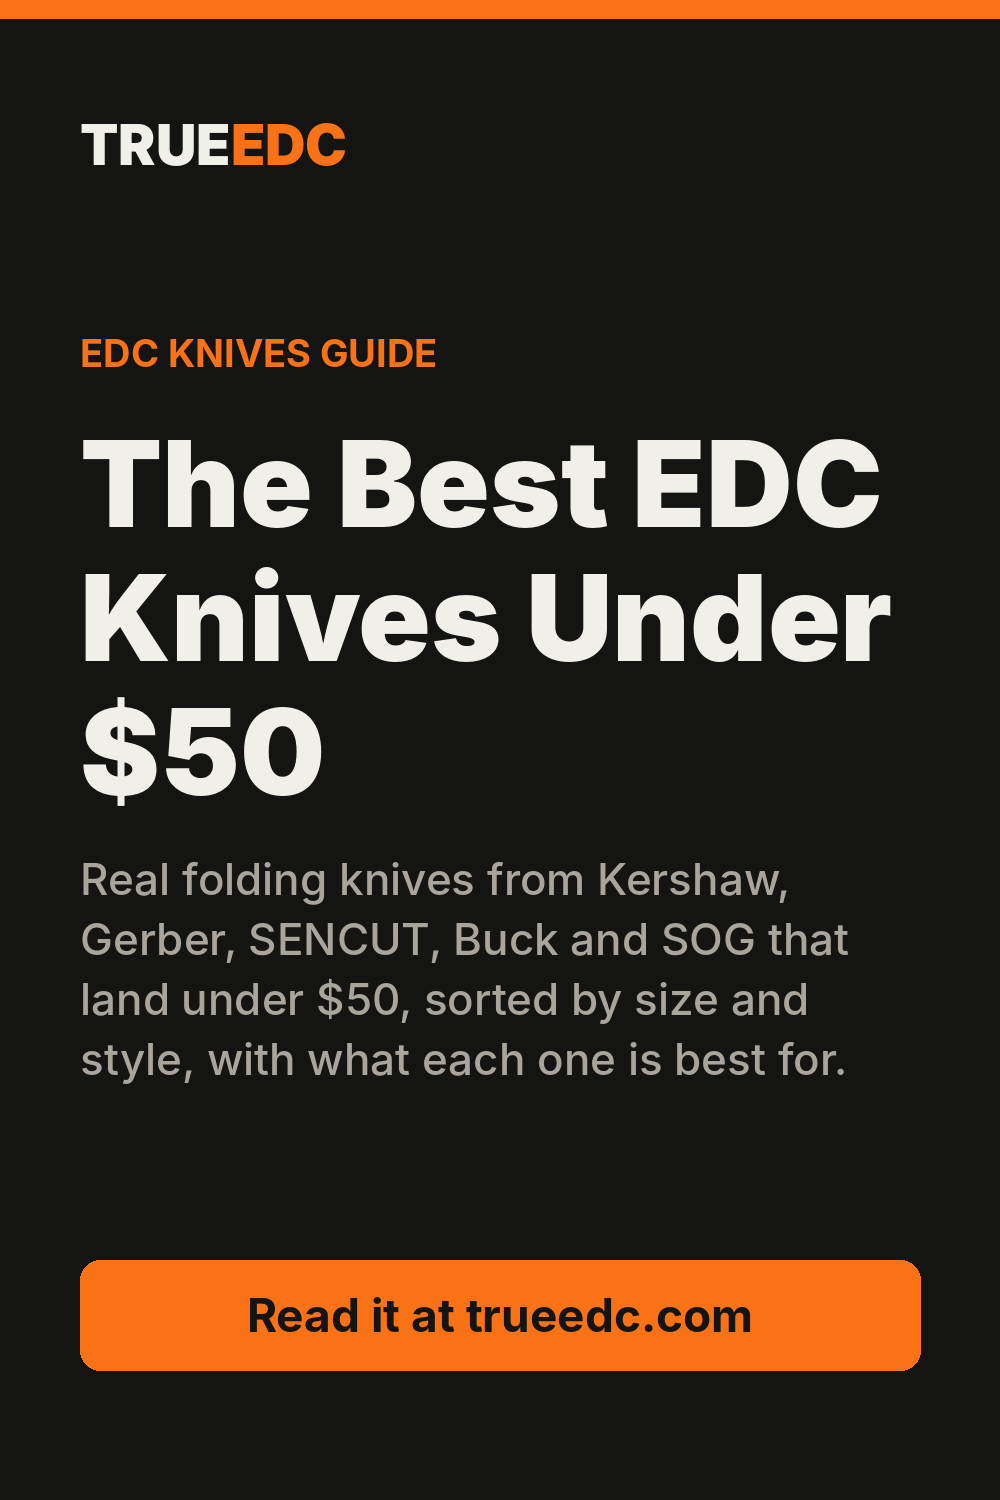 TRUEEDC
EDC KNIVES GUIDE
The Best EDC
Knives Under
$50
Real folding knives from Kershaw,
Gerber, SENCUT, Buck and SOG that
land under $50, sorted by size and
style, with what each one is best for.
Read it at trueedc.com